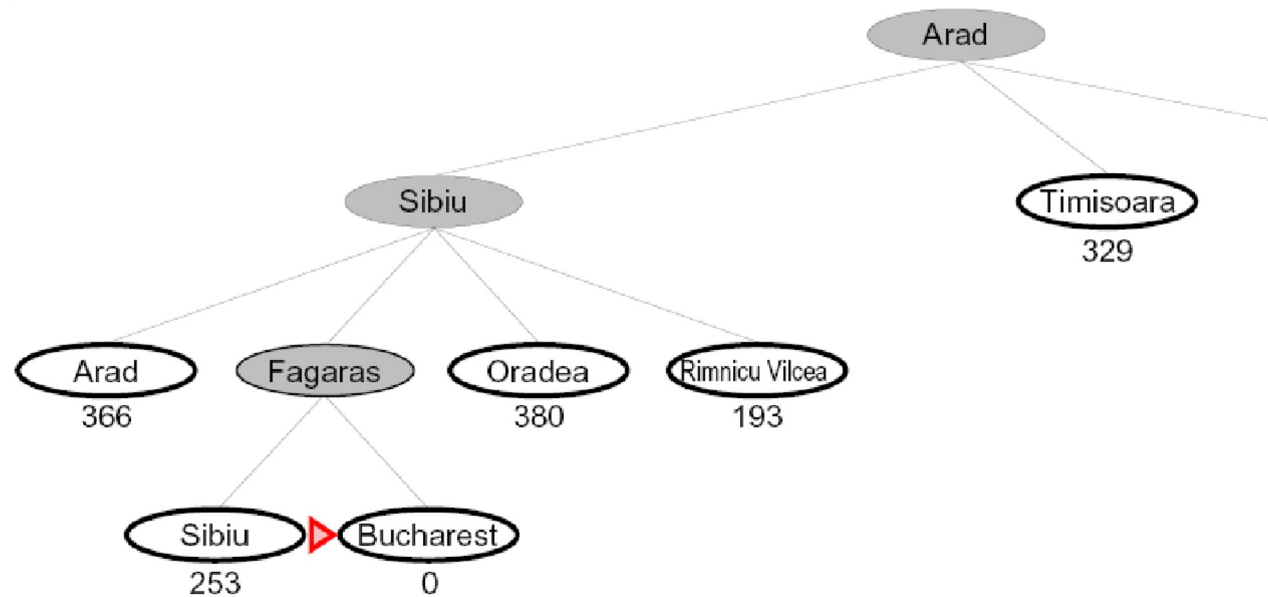 Arad
Sibiu
Timisoara
329
Arad
Fagaras
Oradea
Rimnicu Vilcea
366
380
193
Sibiu
Bucharest
253
0